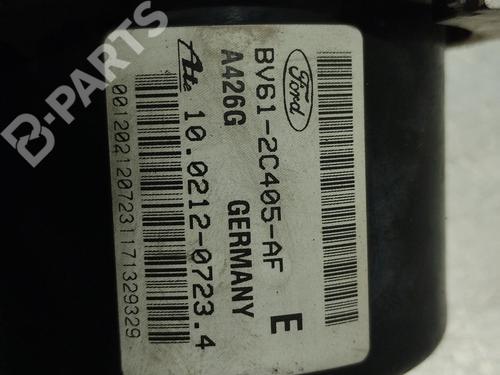 B-PARTS
Ford
BV61-2C405-AF E
A426G GERMANY
Ate 10.0212-0723.4
0012021207231171329329